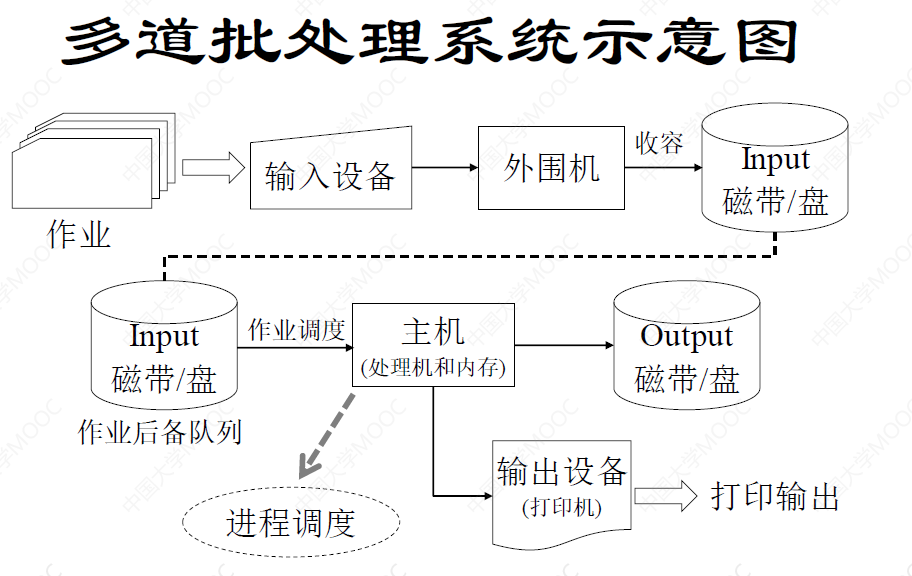 多道批处理系统示意图
作业
输入设备
外围机
收容
Input
磁带/盘
Input
磁带/盘
作业后备队列
作业调度
主机
(处理机和内存)
Output
磁带/盘
进程调度
输出设备
(打印机)
打印输出
中国大学MOOC